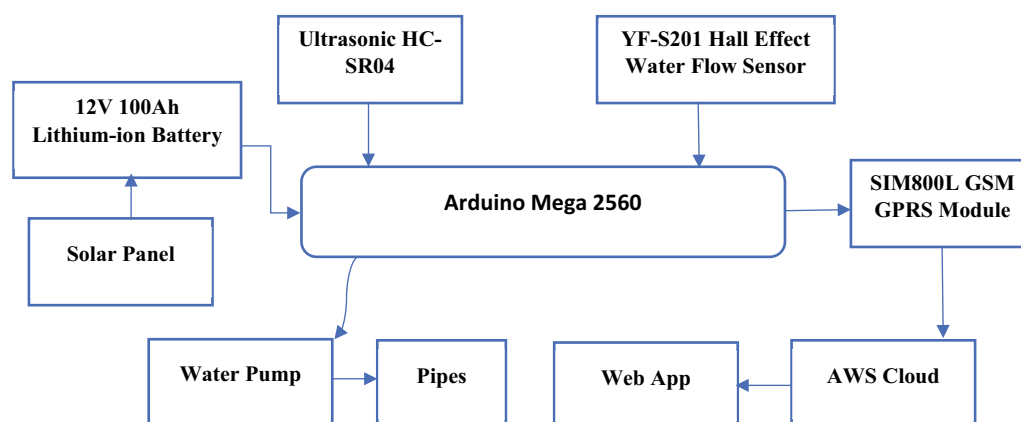 Ultrasonic HC-
SR04
YF-S201 Hall Effect
Water Flow Sensor
12V 100Ah
Lithium-ion Battery
Arduino Mega 2560
SIM800L GSM
GPRS Module
Solar Panel
Water Pump
Pipes
Web App
AWS Cloud